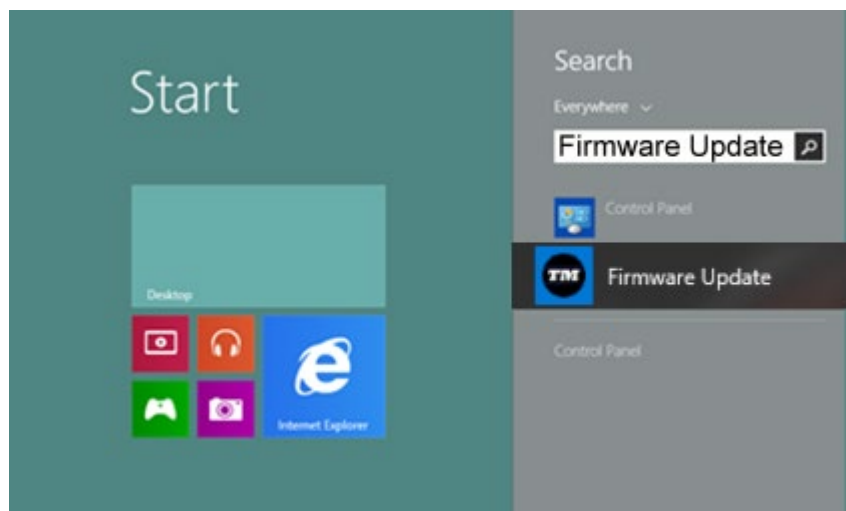 Start
Desktop
Internet Explorer
Search
Everywhere
Firmware Update
Control Panel
TM Firmware Update
Control Panel